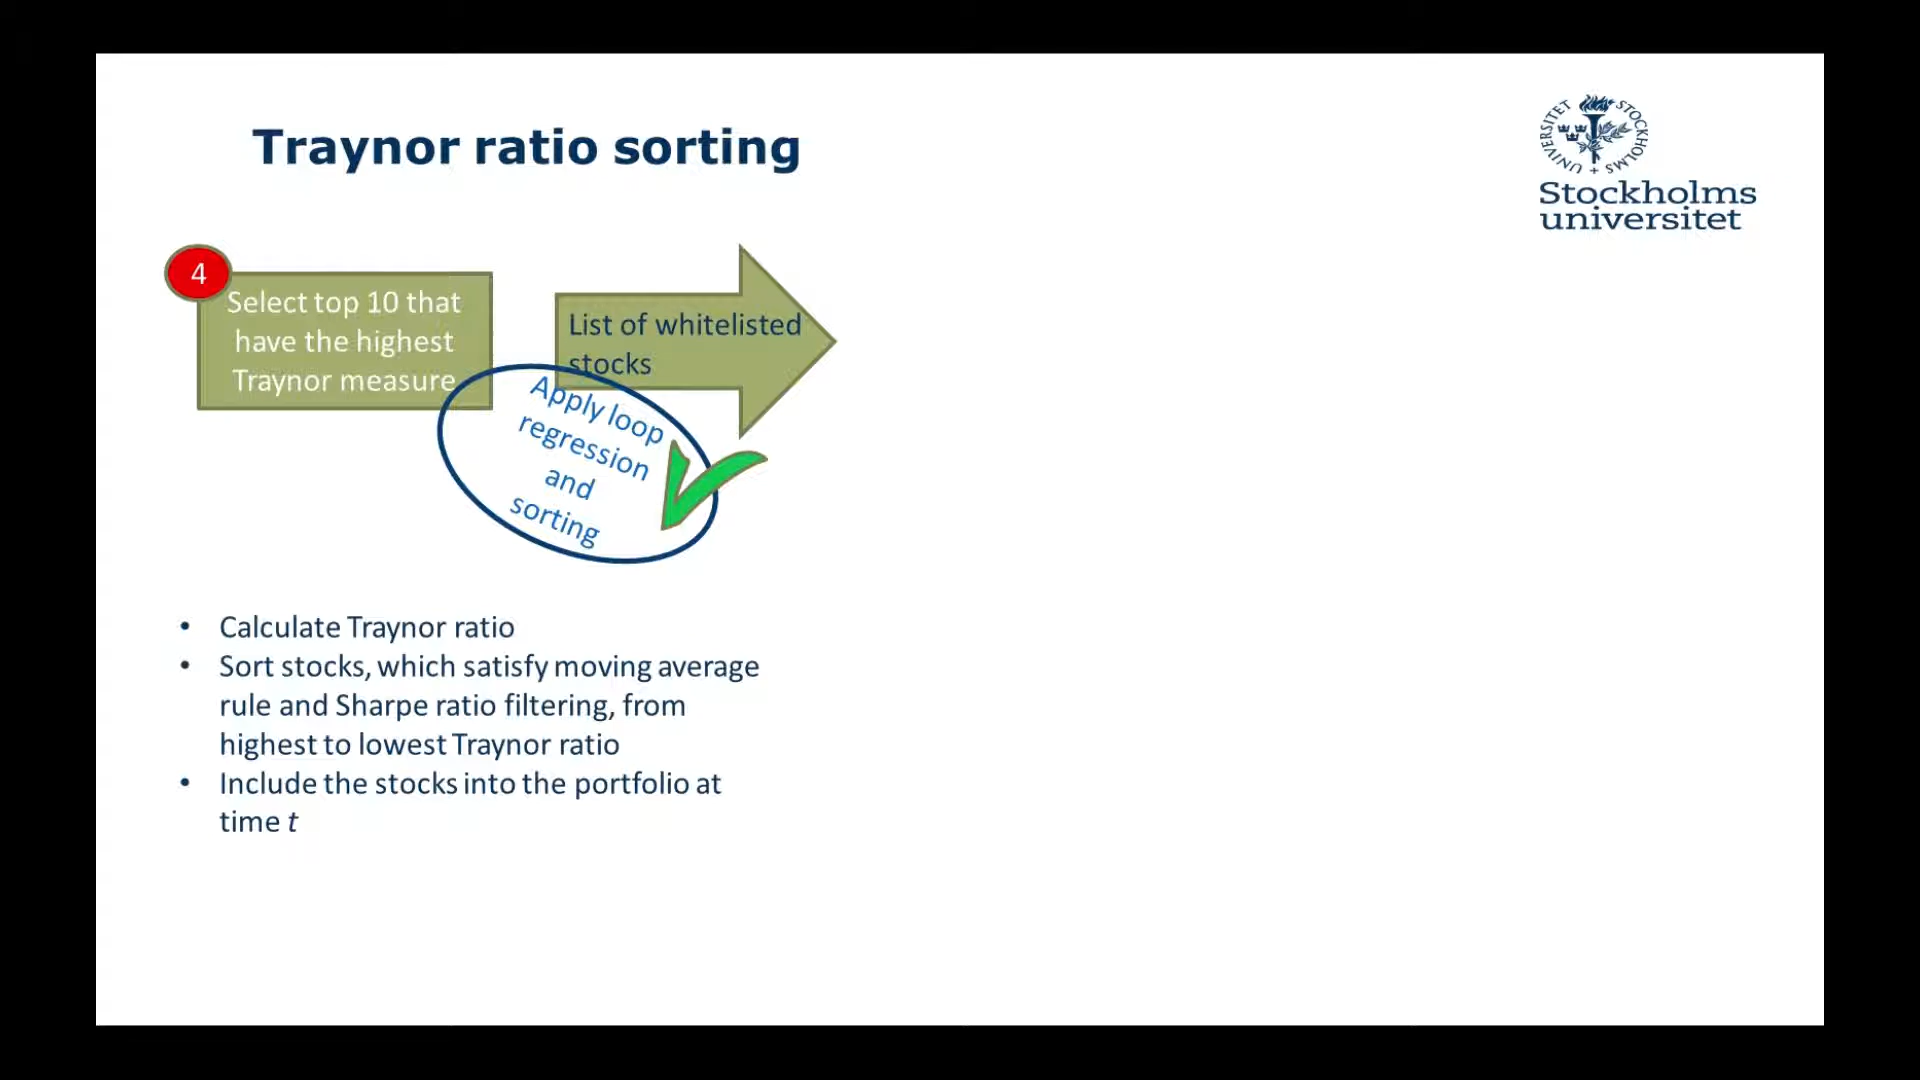 Traynor ratio sorting
UNIVERSITET
STOCKHOLMS
Stockholms
universitet
4
Select top 10 that
have the highest
Traynor measure
List of whitelisted
stocks
Apply loop
regression
and
sorting
• Calculate Traynor ratio
• Sort stocks, which satisfy moving average
rule and Sharpe ratio filtering, from
highest to lowest Traynor ratio
• Include the stocks into the portfolio at
time t